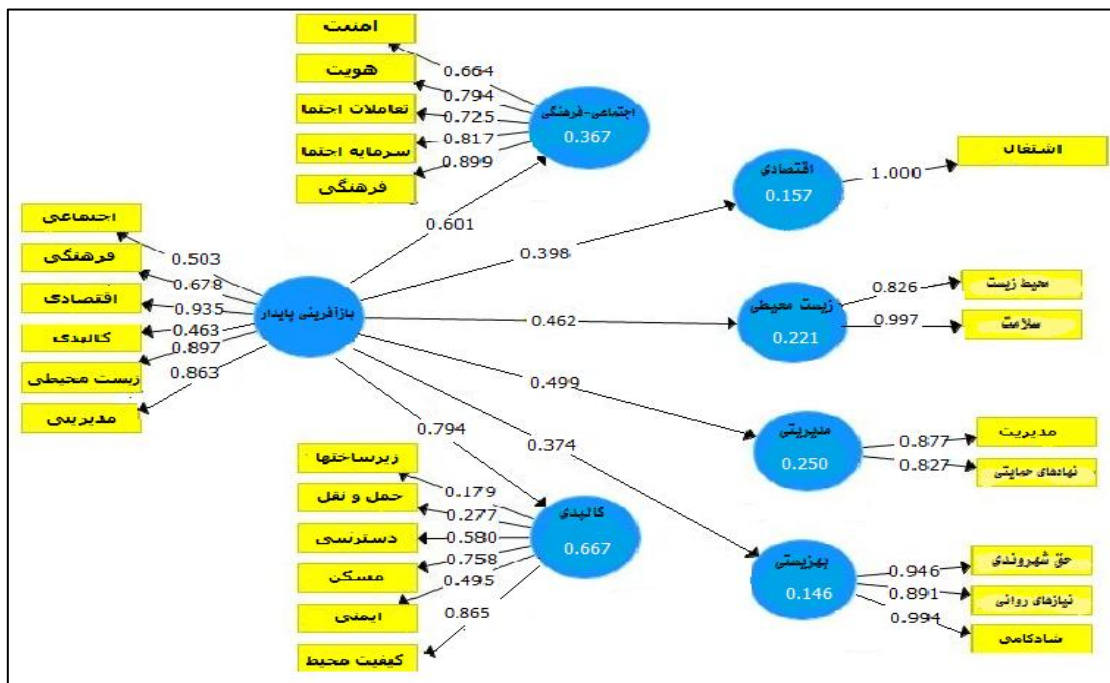 امنیت
هویت
تعاملات اجتما
سرمایه اجتما
فرهنگی
0.664
0.794
0.725
0.817
0.899
اجتماعی-فرهنگی
0.367
اقتصادی
0.157
1.000
اشتغال
0.601
0.398
اجتماعی
فرهنگی
اقتصادی
کالبدی
زیست محیطی
مدیریتی
0.503
0.678
0.935
0.463
0.897
0.863
بازآفرینی پایدار
0.462
زیست محیطی
0.221
0.826
0.997
محیط زیست
سلامت
0.499
مدیریتی
0.250
0.877
0.827
مدیریت
نهادهای حمایتی
0.794
0.374
زیرساختها
حمل و نقل
دسترسی
مسکن
ایمنی
کیفیت محیط
0.179
0.277
0.580
0.758
0.495
0.865
کالبدی
0.667
بهزیستی
0.146
0.946
0.891
0.994
حق شهروندی
نیازهای روانی
شادکامی